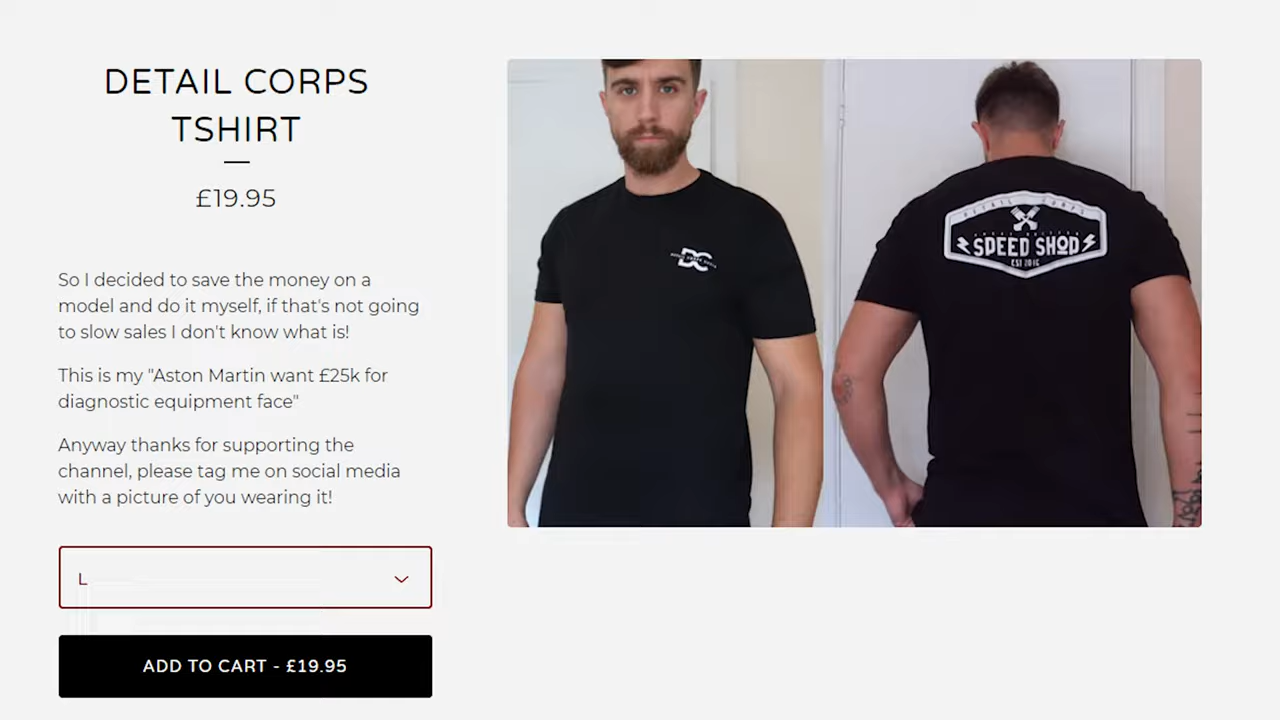 DETAIL CORPS
TSHIRT
£19.95
So I decided to save the money on a
model and do it myself, if that's not going
to slow sales I don't know what is!
This is my "Aston Martin want £25k for
diagnostic equipment face"
Anyway thanks for supporting the
channel, please tag me on social media
with a picture of you wearing it!
L
ADD TO CART - £19.95
DC
DETAIL CORPS
SPEED SHOP
EST 2016